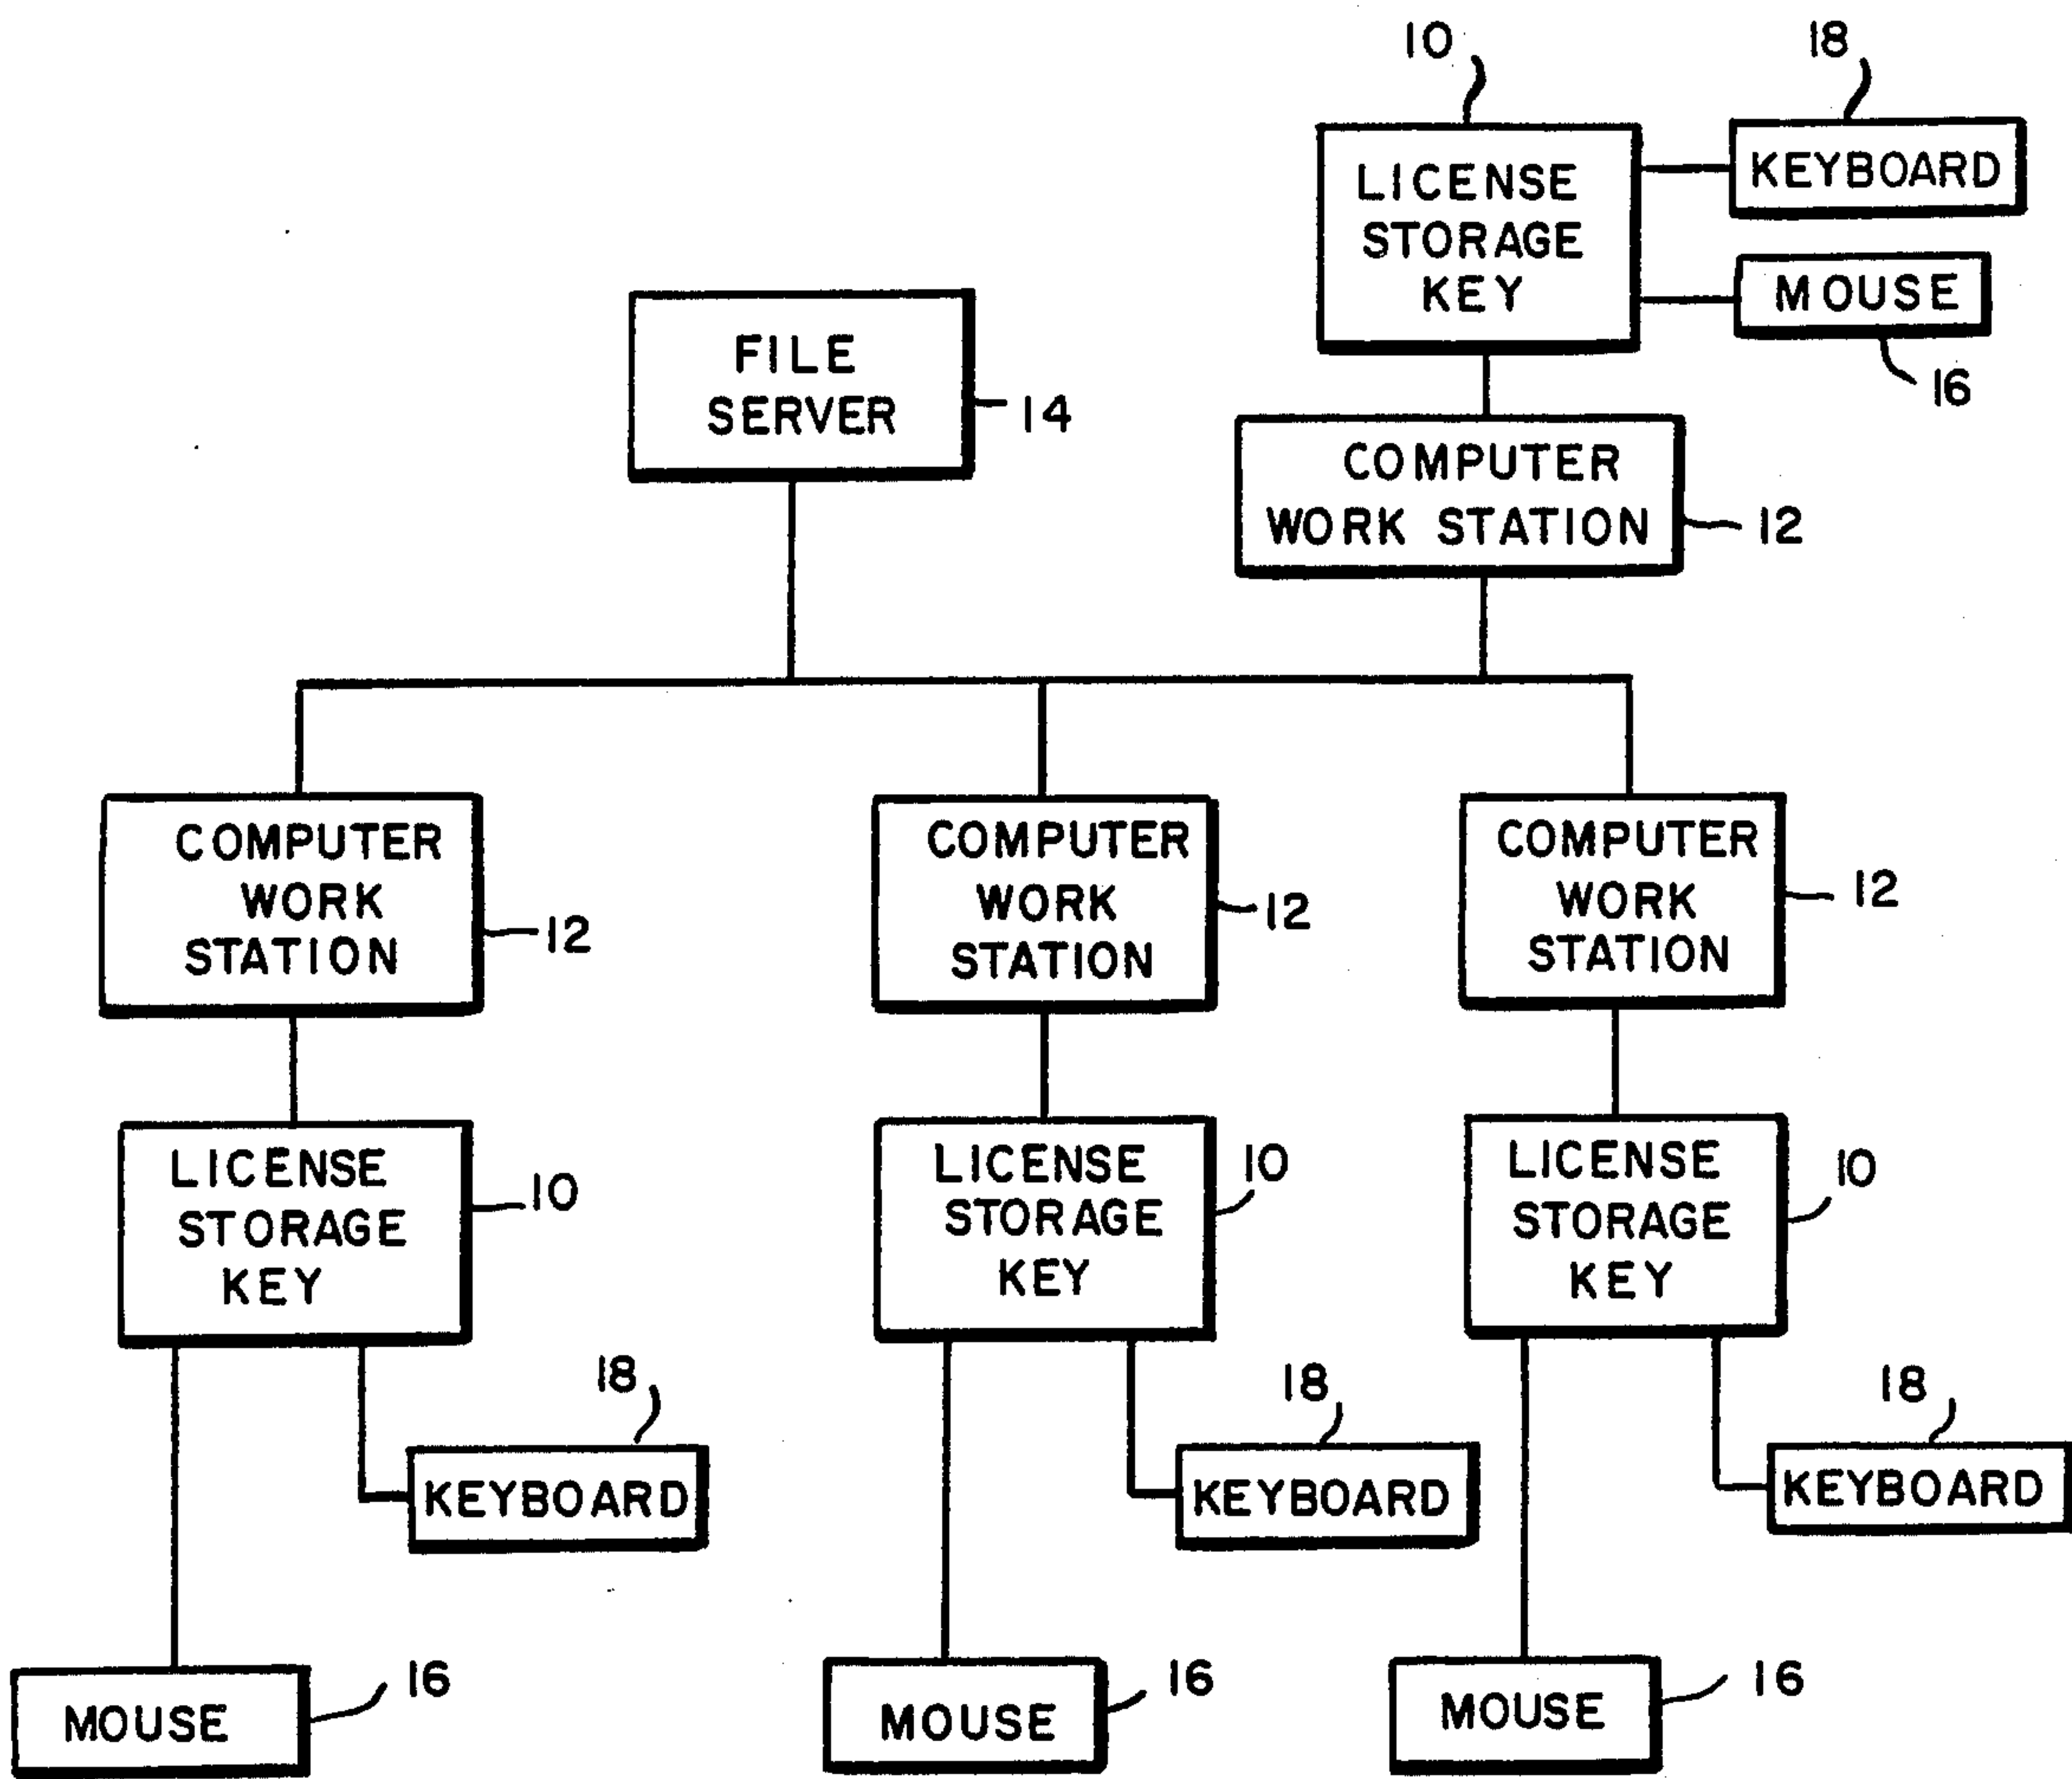 10
18
LICENSE
STORAGE
KEY
KEYBOARD
MOUSE
16
FILE
SERVER
14
COMPUTER
WORK STATION
12
COMPUTER
WORK
STATION
12
COMPUTER
WORK
STATION
12
COMPUTER
WORK
STATION
12
LICENSE
STORAGE
KEY
10
LICENSE
STORAGE
KEY
10
LICENSE
STORAGE
KEY
10
18
KEYBOARD
18
KEYBOARD
18
KEYBOARD
MOUSE
16
MOUSE
16
MOUSE
16